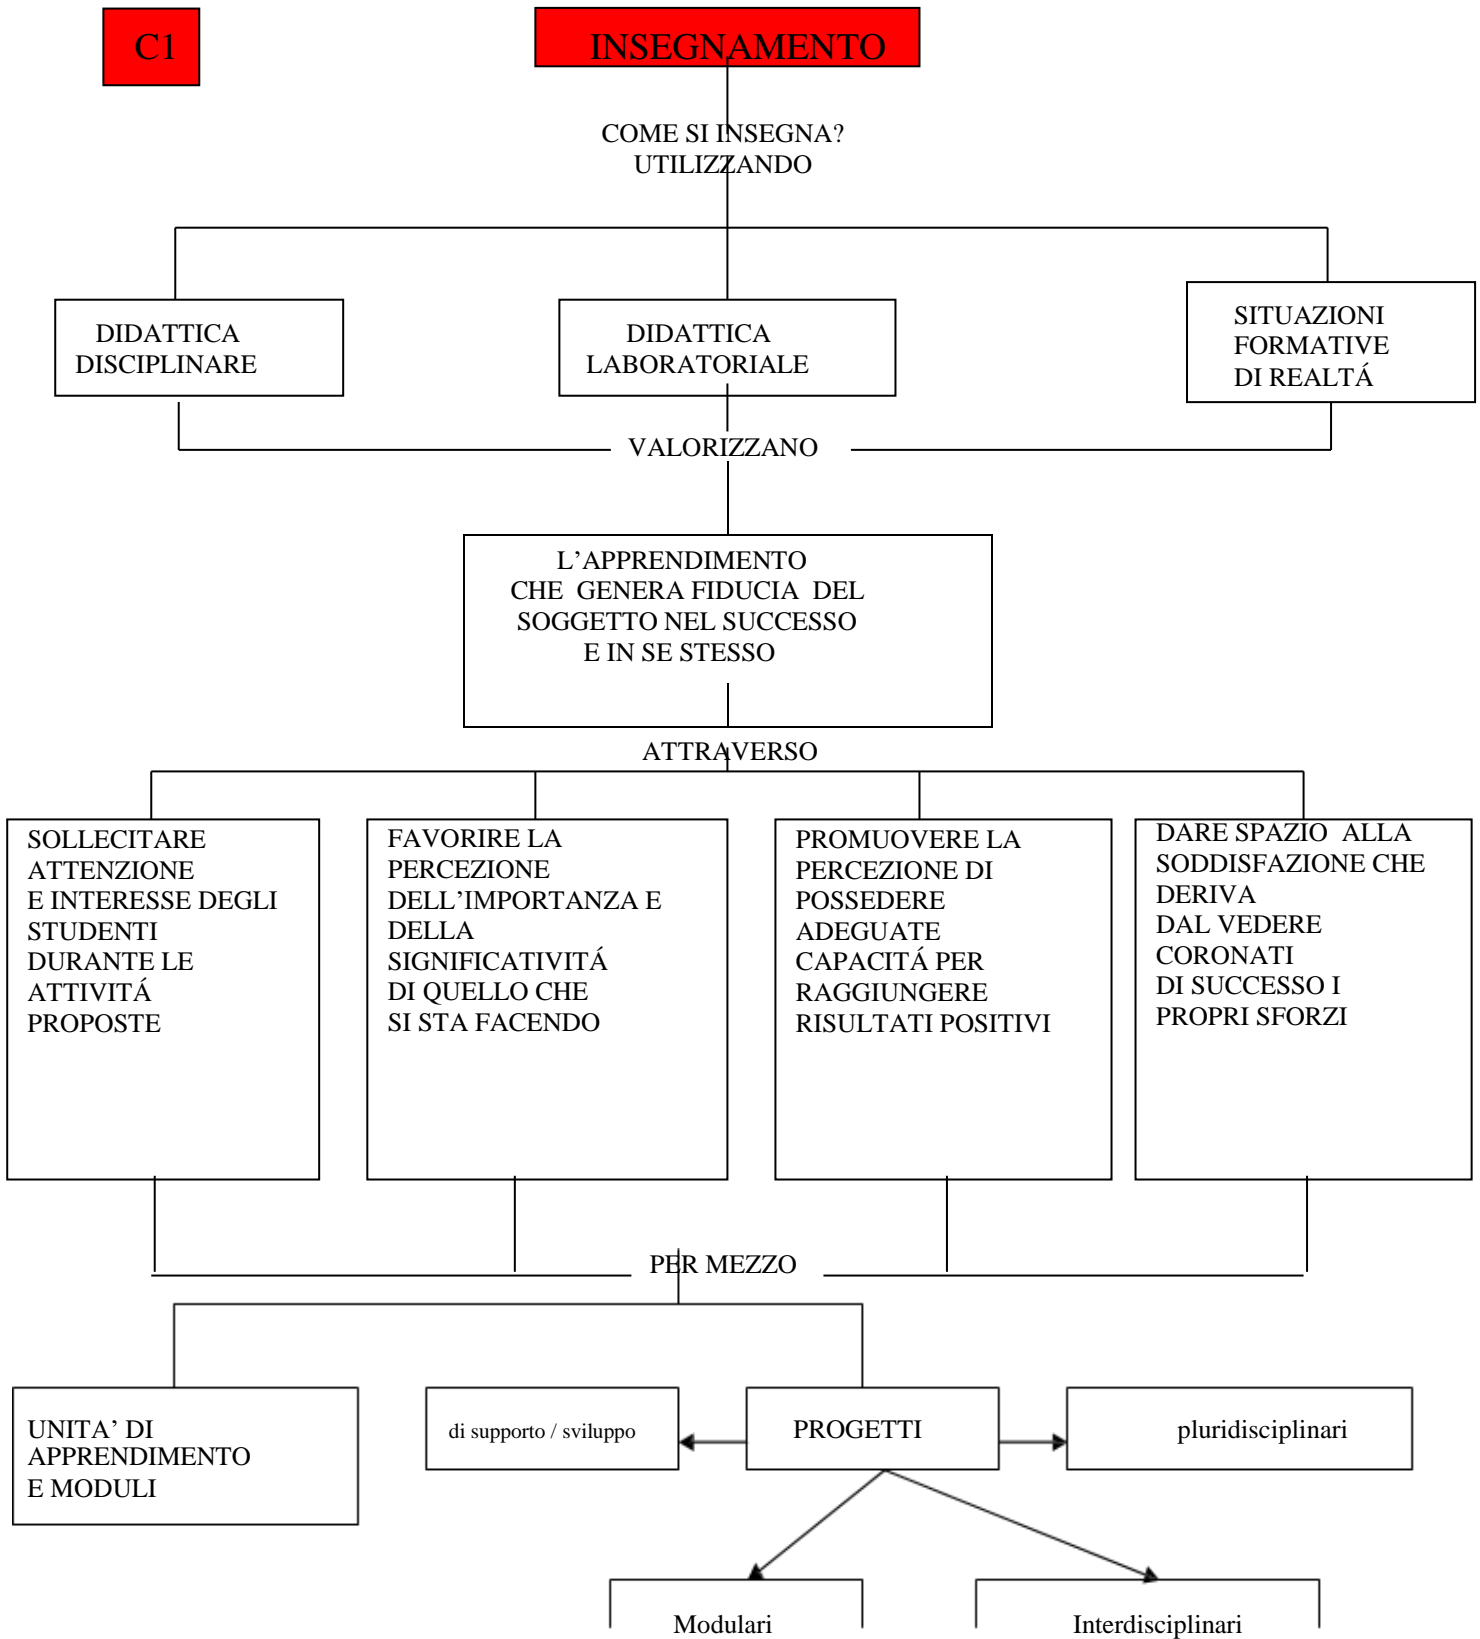 C1
INSEGNAMENTO
COME SI INSEGNA?
UTILIZZANDO
DIDATTICA
DISCIPLINARE
DIDATTICA
LABORATORIALE
SITUAZIONI
FORMATIVE
DI REALTÁ
VALORIZZANO
L’APPRENDIMENTO
CHE GENERA FIDUCIA DEL
SOGGETTO NEL SUCCESSO
E IN SE STESSO
ATTRAVERSO
SOLLECITARE
ATTENZIONE
E INTERESSE DEGLI
STUDENTI
DURANTE LE
ATTIVITÁ
PROPOSTE
FAVORIRE LA
PERCEZIONE
DELL’IMPORTANZA E
DELLA
SIGNIFICATIVITÁ
DI QUELLO CHE
SI STA FACENDO
PROMUOVERE LA
PERCEZIONE DI
POSSEDERE
ADEGUATE
CAPACITÁ PER
RAGGIUNGERE
RISULTATI POSITIVI
DARE SPAZIO ALLA
SODDISFAZIONE CHE
DERIVA
DAL VEDERE
CORONATI
DI SUCCESSO I
PROPRI SFORZI
PER MEZZO
UNITA’ DI
APPRENDIMENTO
E MODULI
di supporto / sviluppo
PROGETTI
pluridisciplinari
Modulari
Interdisciplinari